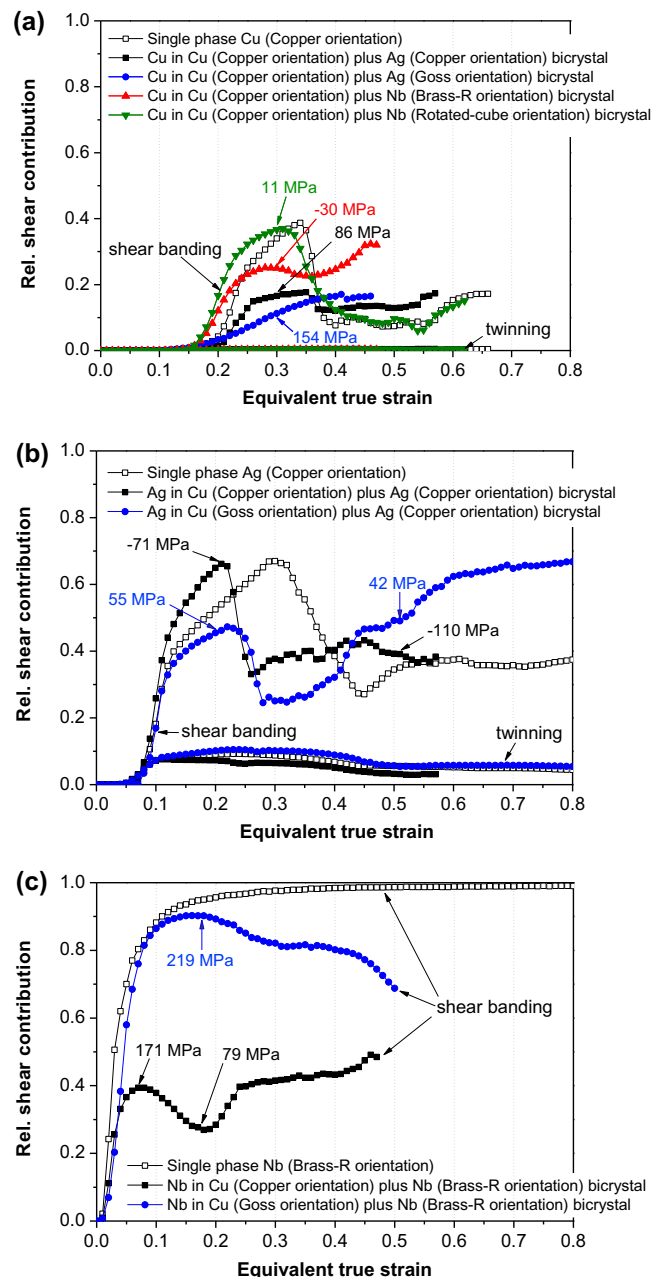 (a)
Single phase Cu (Copper orientation)
Cu in Cu (Copper orientation) plus Ag (Copper orientation) bicrystal
Cu in Cu (Copper orientation) plus Ag (Goss orientation) bicrystal
Cu in Cu (Copper orientation) plus Nb (Brass-R orientation) bicrystal
Cu in Cu (Copper orientation) plus Nb (Rotated-cube orientation) bicrystal
Rel. shear contribution
1.0
0.8
0.6
0.4
0.2
0.0
11 MPa
-30 MPa
86 MPa
shear banding
154 MPa
twinning
0.0 0.1 0.2 0.3 0.4 0.5 0.6 0.7 0.8
Equivalent true strain
(b)
Single phase Ag (Copper orientation)
Ag in Cu (Copper orientation) plus Ag (Copper orientation) bicrystal
Ag in Cu (Goss orientation) plus Ag (Copper orientation) bicrystal
Rel. shear contribution
1.0
0.8
0.6
0.4
0.2
0.0
-71 MPa
55 MPa
42 MPa
-110 MPa
shear banding
twinning
0.0 0.1 0.2 0.3 0.4 0.5 0.6 0.7 0.8
Equivalent true strain
(c)
Rel. shear contribution
1.0
0.8
0.6
0.4
0.2
0.0
219 MPa
shear banding
171 MPa
79 MPa
Single phase Nb (Brass-R orientation)
Nb in Cu (Copper orientation) plus Nb (Brass-R orientation) bicrystal
Nb in Cu (Goss orientation) plus Nb (Brass-R orientation) bicrystal
0.0 0.1 0.2 0.3 0.4 0.5 0.6 0.7 0.8
Equivalent true strain